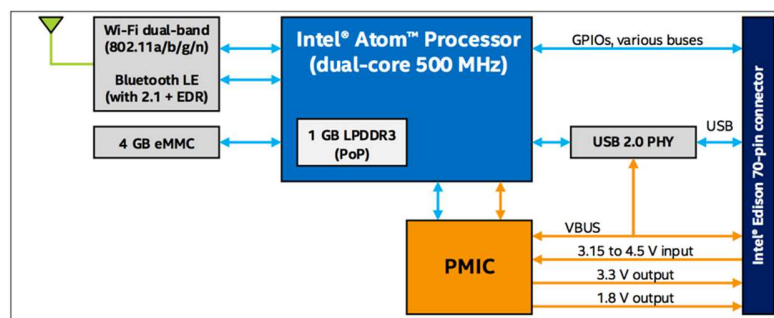 Wi-Fi dual-band
(802.11a/b/g/n)
Bluetooth LE
(with 2.1 + EDR)
4 GB eMMC
Intel® Atom™ Processor
(dual-core 500 MHz)
1 GB LPDDR3
(PoP)
GPIOs, various buses
USB 2.0 PHY
USB
PMIC
VBUS
3.15 to 4.5 V input
3.3 V output
1.8 V output
Intel® Edison 70-pin connector